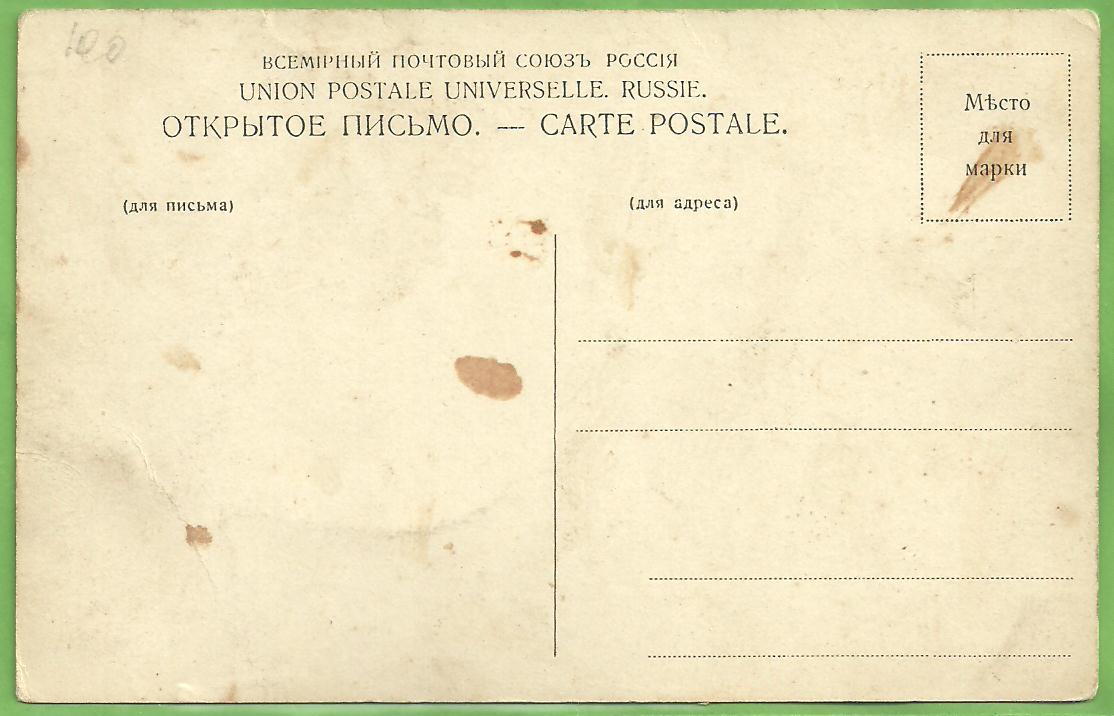 100
ВСЕМІРНЫЙ ПОЧТОВЫЙ СОЮЗЪ РОССІЯ
UNION POSTALE UNIVERSELLE. RUSSIE.
ОТКРЫТОЕ ПИСЬМО. — CARTE POSTALE.
Мѣсто
для
марки
(для письма)
(для адреса)